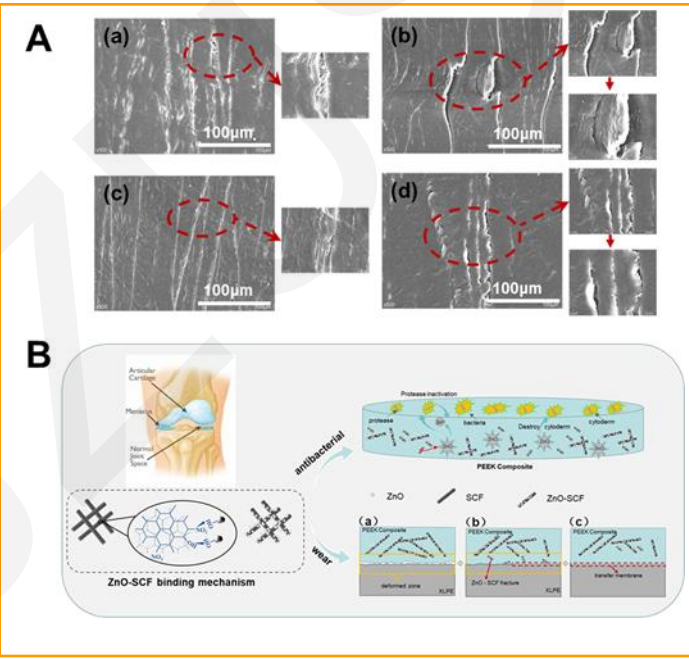 A
(a)
100µm
(b)
100µm
(c)
100µm
(d)
100µm
B
Articular
Cartilage
Meniscus
Normal
Joint
Space
ZnO-SCF binding mechanism
antibacterial
wear
Protease inactivation
protease
bacteria
Destroy
cytoderm
cytoderm
PEEK Composite
ZnO
SCF
ZnO-SCF
(a)
(b)
(c)
PEEK Composite
PEEK Composite
PEEK Composite
deformed zone
XLPE
ZnO - SCF fracture
XLPE
transfer membrane